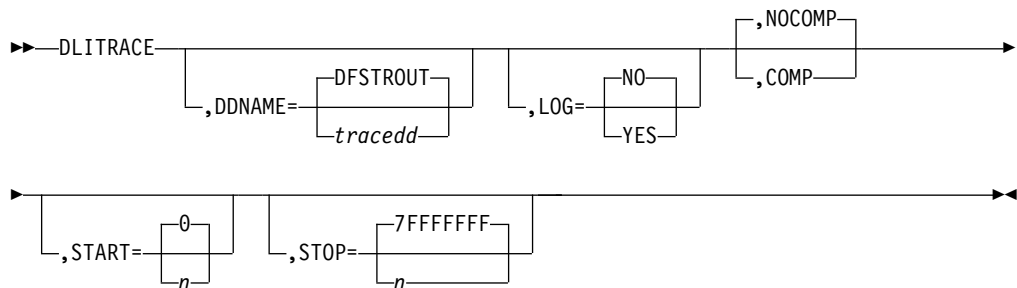 ,NOCOMP
DLITRACE
DFSTROUT
NO
,COMP
,DDNAME=
,LOG=
tracedd
YES
0
7FFFFFFF
,START=
,STOP=
n
n